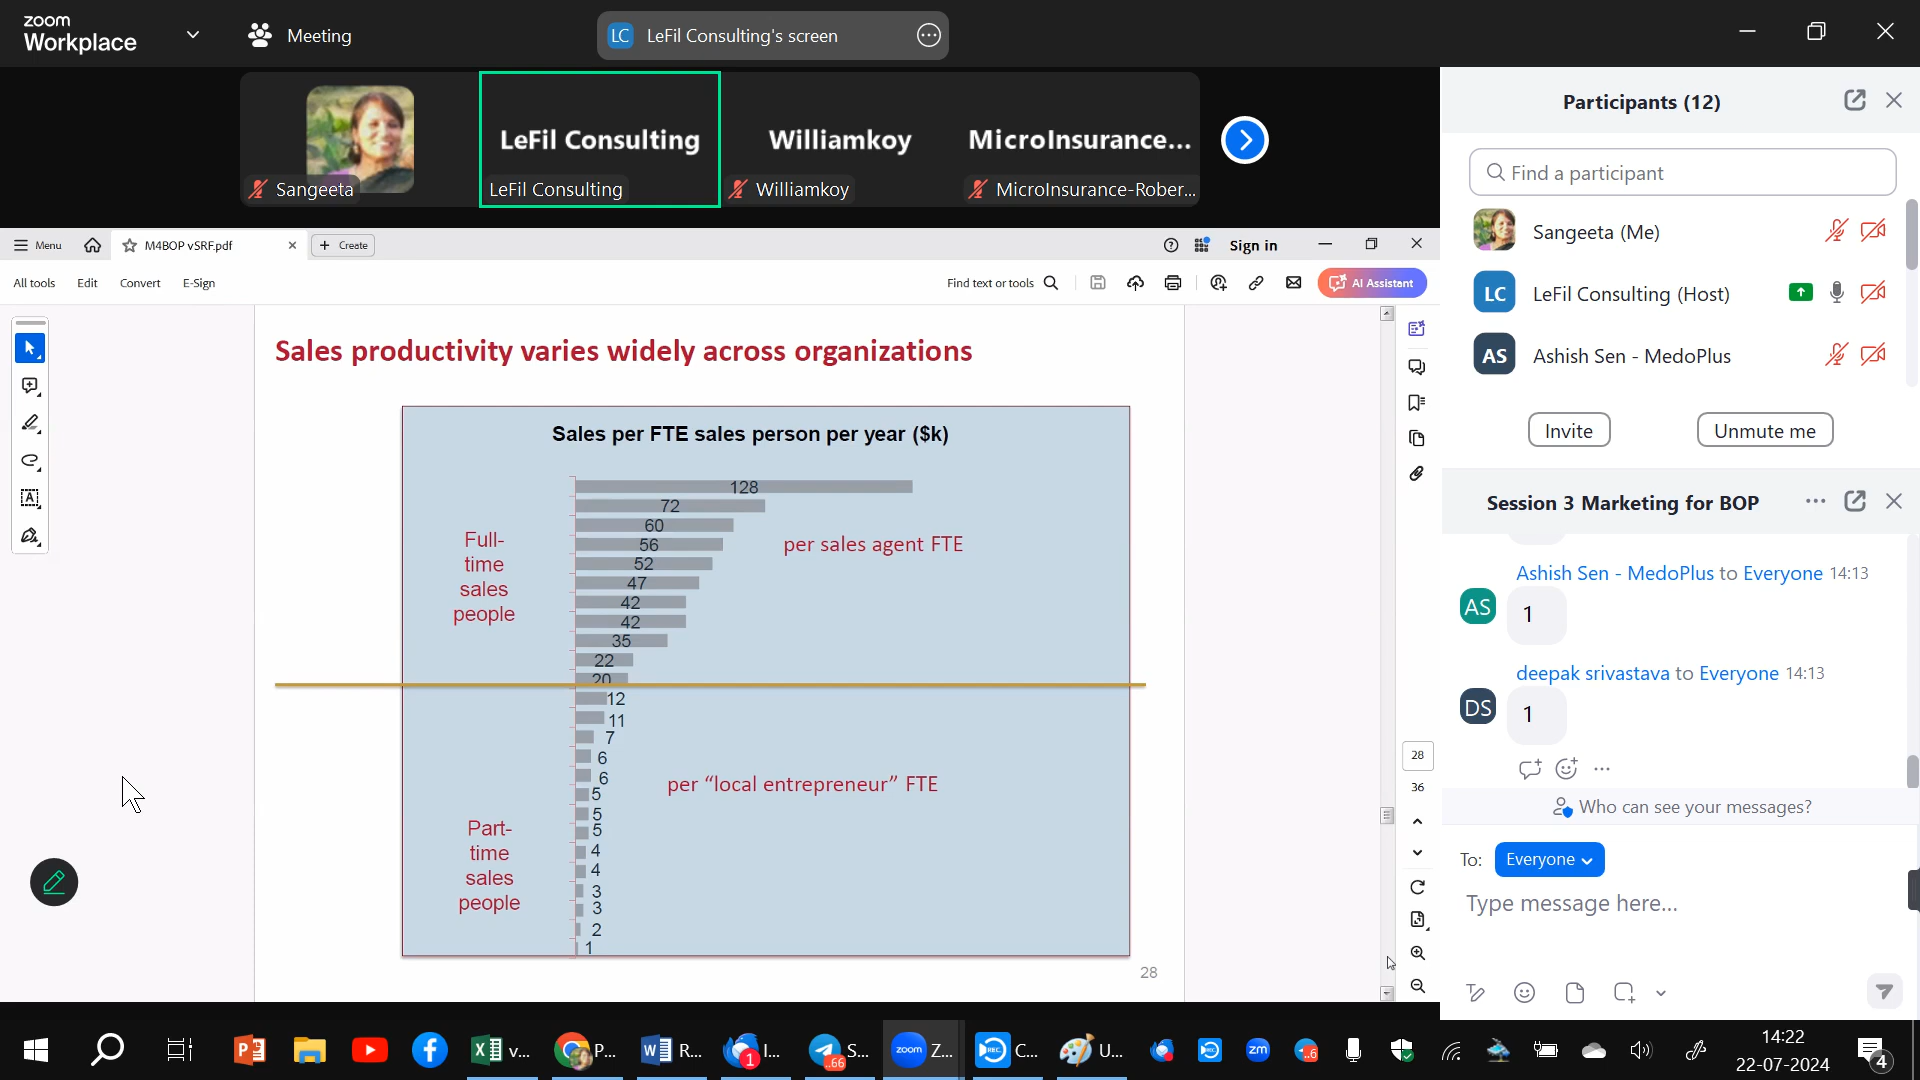 zoom
Workplace
Meeting
LC LeFil Consulting's screen
LeFil Consulting
Williamkoy
MicroInsurance...
Sangeeta
LeFil Consulting
Williamkoy
MicroInsurance-Rober...
Menu
M4BOP vSRF.pdf
+ Create
Sign in
All tools
Edit
Convert
E-Sign
Find text or tools
AI Assistant
Sales productivity varies widely across organizations
Sales per FTE sales person per year ($k)
128
72
60
56
52
47
42
42
35
22
20
12
11
7
6
6
5
5
5
4
4
3
3
2
1
Full-
time
sales
people
per sales agent FTE
per “local entrepreneur” FTE
Part-
time
sales
people
28
28
36
Participants (12)
Find a participant
Sangeeta (Me)
LC LeFil Consulting (Host)
AS Ashish Sen - MedoPlus
Invite
Unmute me
Session 3 Marketing for BOP
Ashish Sen - MedoPlus to Everyone 14:13
AS
1
deepak srivastava to Everyone 14:13
DS
1
Who can see your messages?
To: Everyone
Type message here...
v...
P...
R...
1
I...
66
S...
zoom
Z...
REC
C...
U...
zm
14:22
22-07-2024
4